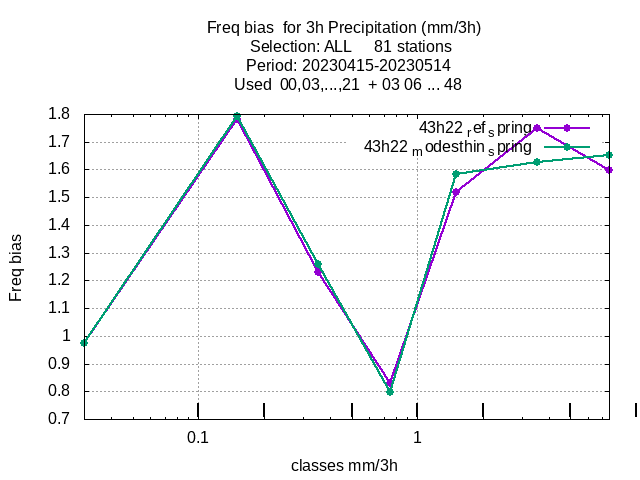 Freq bias  for 3h Precipitation (mm/3h)
Selection: ALL     81 stations
Period: 20230415-20230514
Used  00,03,...,21  + 03 06 ... 48
43h22ref_spring
43h22modesthin_spring
1.8
1.7
1.6
1.5
1.4
1.3
1.2
1.1
1
0.9
0.8
0.7
Freq bias
0.1 1
classes mm/3h